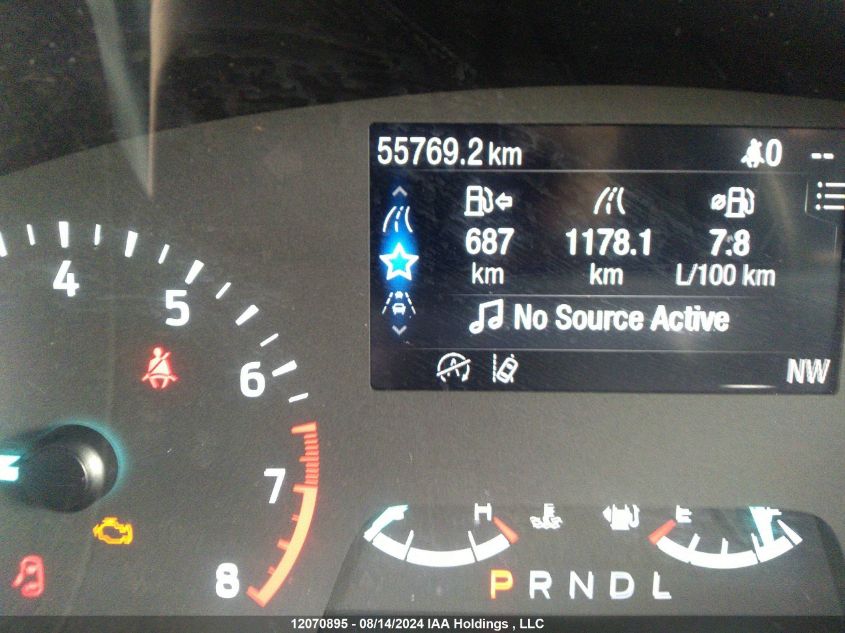 55769.2 km 0 --
687 1178.1 7.8
km km L/100 km
No Source Active
A
NW
4
5
6
7
8
H E F
P R N D L
12070895 - 08/14/2024 IAA Holdings , LLC